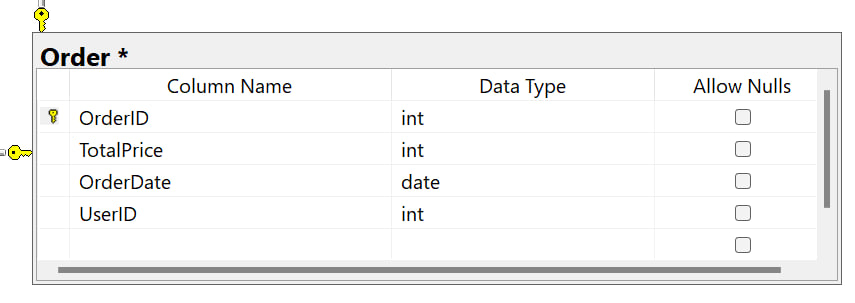 Order *
Column Name Data Type Allow Nulls
OrderID int
TotalPrice int
OrderDate date
UserID int